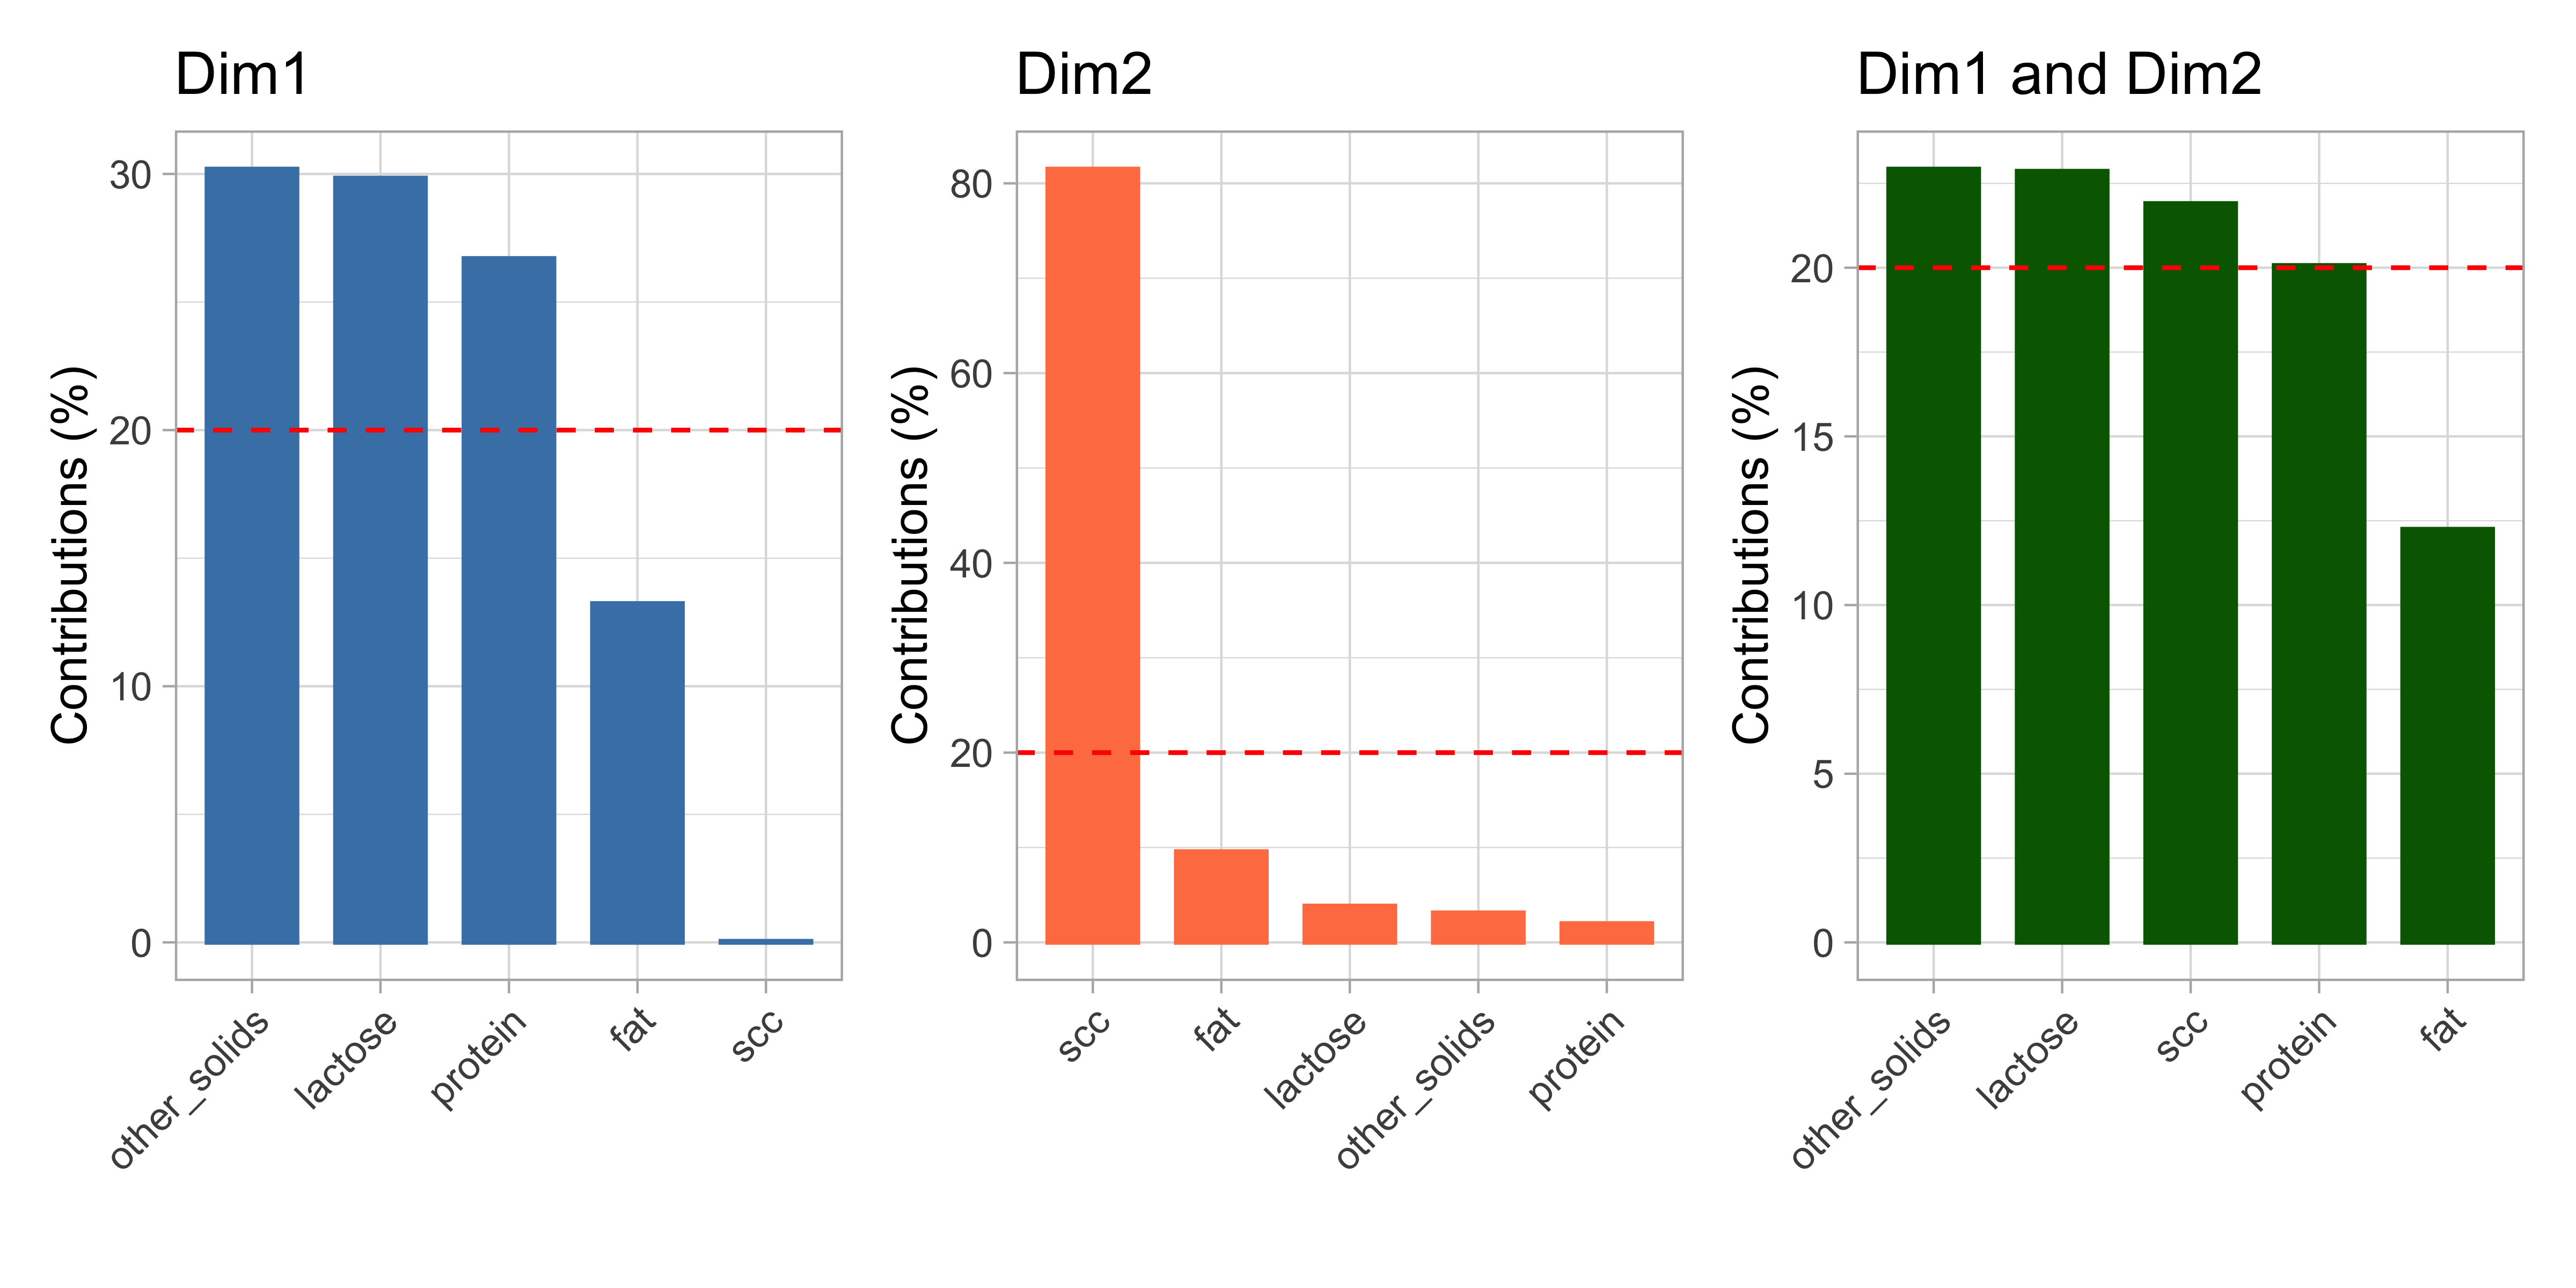 Dim1
Contributions (%)
30
20
10
0
other_solids
lactose
protein
fat
scc
Dim2
Contributions (%)
80
60
40
20
0
scc
fat
lactose
other_solids
protein
Dim1 and Dim2
Contributions (%)
20
15
10
5
0
other_solids
lactose
scc
protein
fat